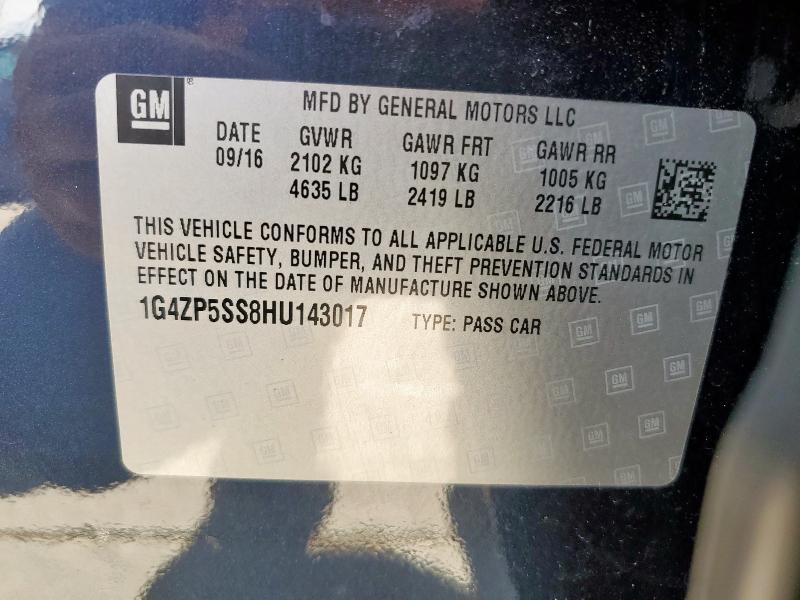 GM
MFD BY GENERAL MOTORS LLC
DATE GVWR GAWR FRT GAWR RR
09/16 2102 KG 1097 KG 1005 KG
4635 LB 2419 LB 2216 LB
THIS VEHICLE CONFORMS TO ALL APPLICABLE U.S. FEDERAL MOTOR
VEHICLE SAFETY, BUMPER, AND THEFT PREVENTION STANDARDS IN
EFFECT ON THE DATE OF MANUFACTURE SHOWN ABOVE.
1G4ZP5SS8HU143017 TYPE: PASS CAR